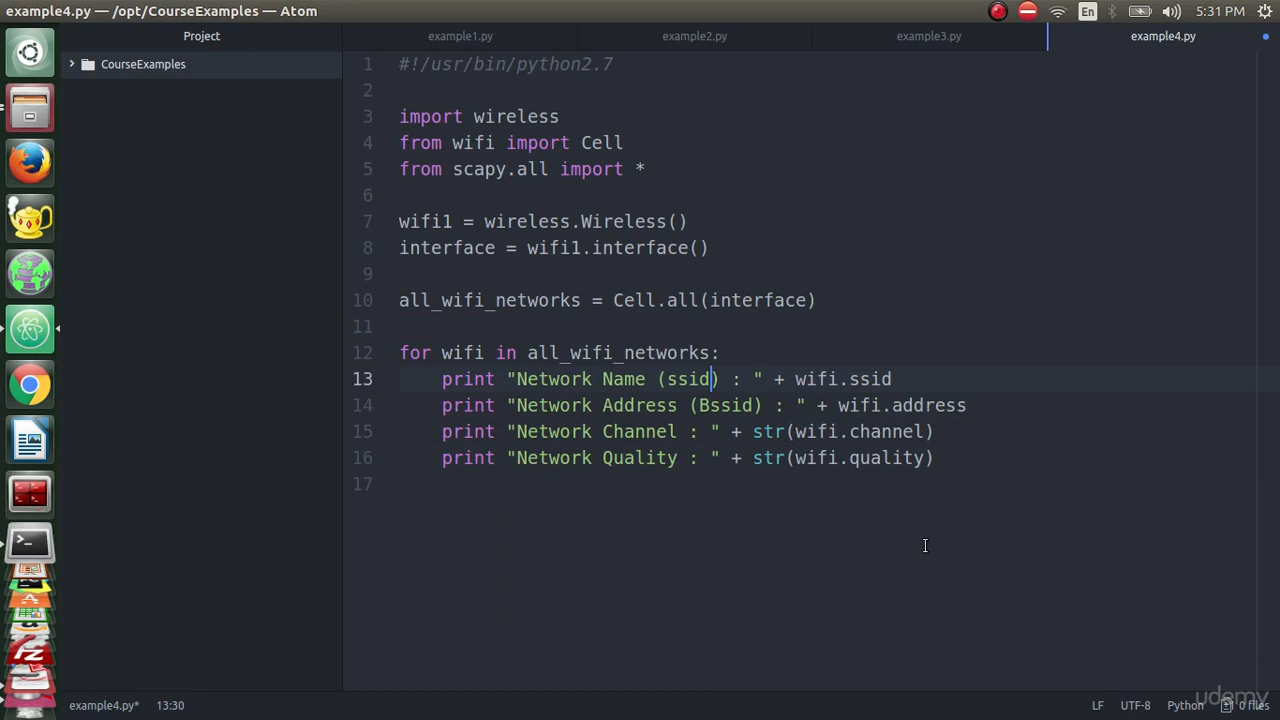 example4.py — /opt/CourseExamples — Atom
En
5:31 PM
Project
example1.py
example2.py
example3.py
example4.py
CourseExamples
1 #!/usr/bin/python2.7
2
3 import wireless
4 from wifi import Cell
5 from scapy.all import *
6
7 wifi1 = wireless.Wireless()
8 interface = wifi1.interface()
9
10 all_wifi_networks = Cell.all(interface)
11
12 for wifi in all_wifi_networks:
13 print "Network Name (ssid) : " + wifi.ssid
14 print "Network Address (Bssid) : " + wifi.address
15 print "Network Channel : " + str(wifi.channel)
16 print "Network Quality : " + str(wifi.quality)
17
example4.py* 13:30
LF UTF-8 Python 0 files
udemy